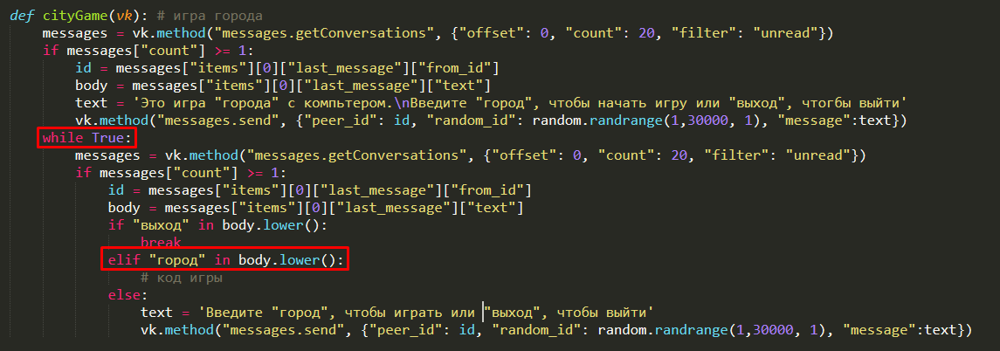 def cityGame(vk): # игра города
messages = vk.method("messages.getConversations", {"offset": 0, "count": 20, "filter": "unread"})
if messages["count"] >= 1:
id = messages["items"][0]["last_message"]["from_id"]
body = messages["items"][0]["last_message"]["text"]
text = 'Это игра "города" с компьтером.\nВведите "город", чтобы начать игру или "выход", чтогбы выйти'
vk.method("messages.send", {"peer_id": id, "random_id": random.randrange(1,30000, 1), "message":text})
while True:
messages = vk.method("messages.getConversations", {"offset": 0, "count": 20, "filter": "unread"})
if messages["count"] >= 1:
id = messages["items"][0]["last_message"]["from_id"]
body = messages["items"][0]["last_message"]["text"]
if "выход" in body.lower():
break
elif "город" in body.lower():
# код игры
else:
text = 'Введите "город", чтобы играть или "выход", чтобы выйти'
vk.method("messages.send", {"peer_id": id, "random_id": random.randrange(1,30000, 1), "message":text})